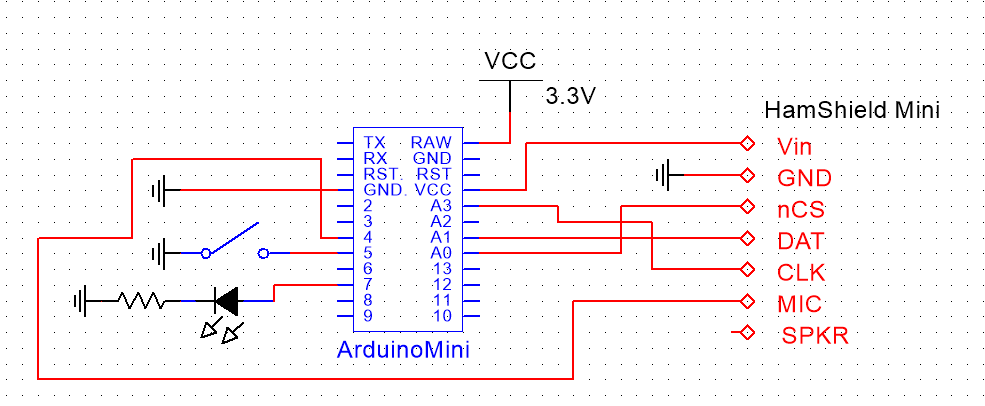 VCC
3.3V
HamShield Mini
TX RAW
RX GND
RST. RST
GND. VCC
2 A3
3 A2
4 A1
5 A0
6 13
7 12
8 11
9 10
ArduinoMini
Vin
GND
nCS
DAT
CLK
MIC
SPKR